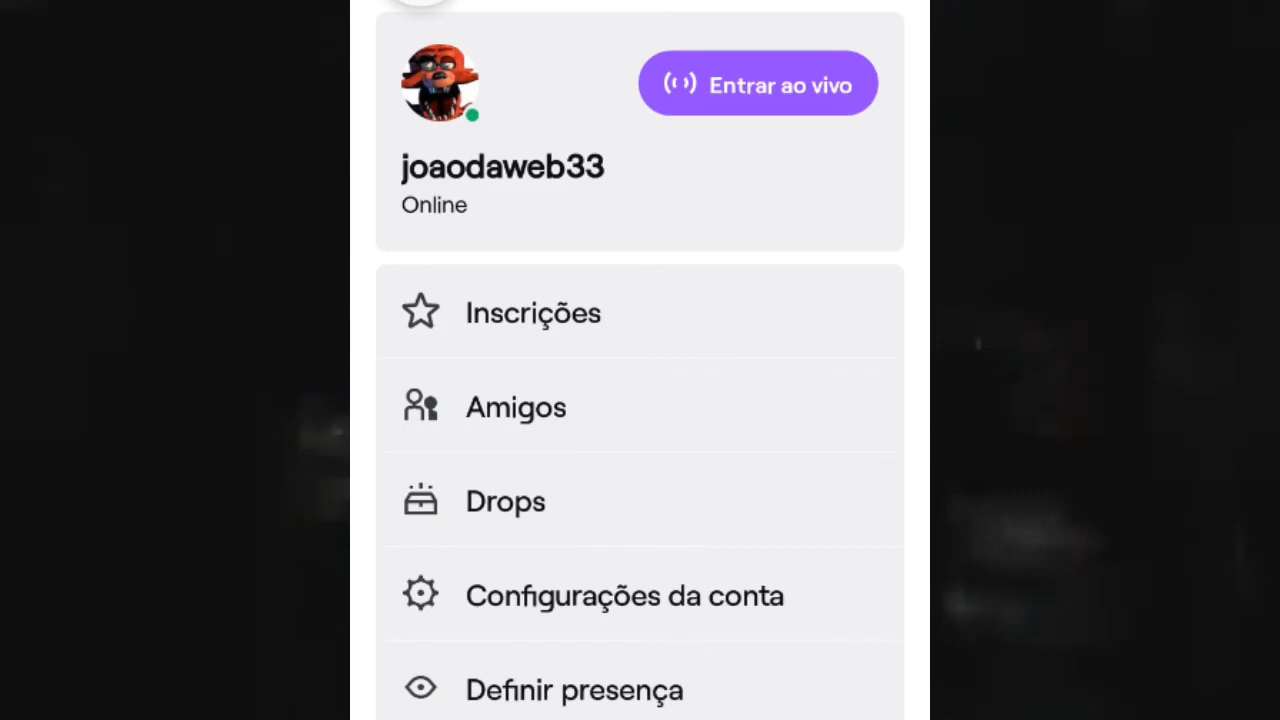 Entrar ao vivo
joaodaweb33
Online
Inscrições
Amigos
Drops
Configurações da conta
Definir presença